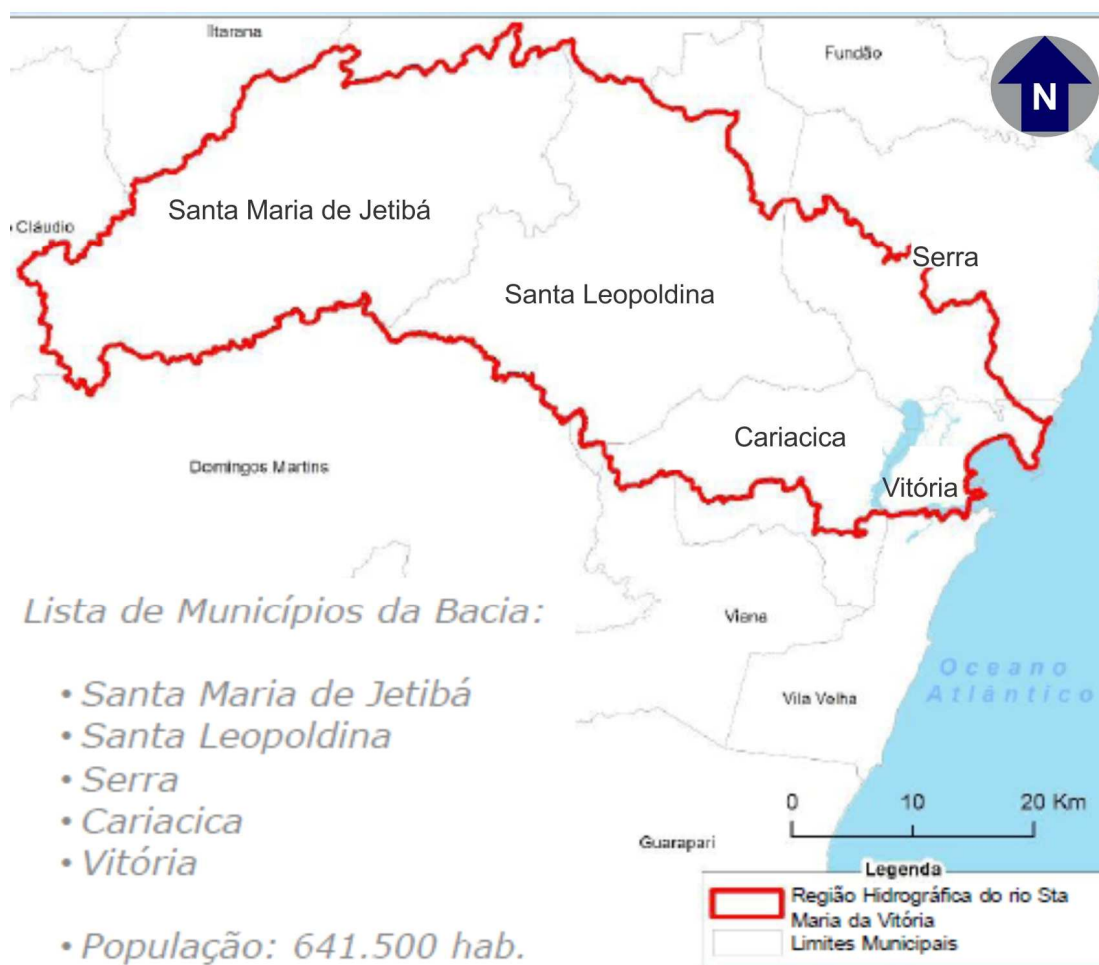 Itarana
Fundão
N
Santa Maria de Jetibá
o Cláudio
Serra
Santa Leopoldina
Cariacica
Domingos Martins
Vitória
Lista de Municípios da Bacia:
Viana
• Santa Maria de Jetibá
Oceano
Atlântico
Vila Velha
• Santa Leopoldina
• Serra
0 10 20 Km
• Cariacica
Guarapari
• Vitória
Legenda
Região Hidrográfica do rio Sta
Maria da Vitória
Limites Municipais
• População: 641.500 hab.